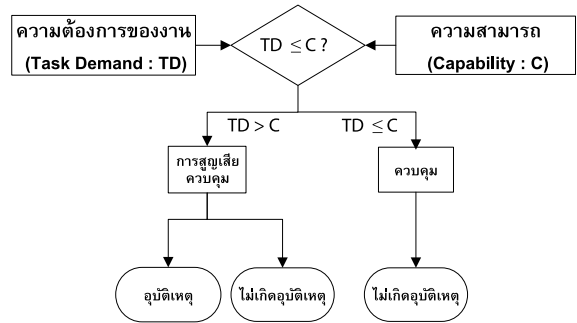 ความต้องการของงาน
(Task Demand : TD)
TD ≤ C ?
ความสามารถ
(Capability : C)
TD > C
TD ≤ C
การสูญเสีย
ควบคุม
ควบคุม
อุบัติเหตุ
ไม่เกิดอุบัติเหตุ
ไม่เกิดอุบัติเหตุ